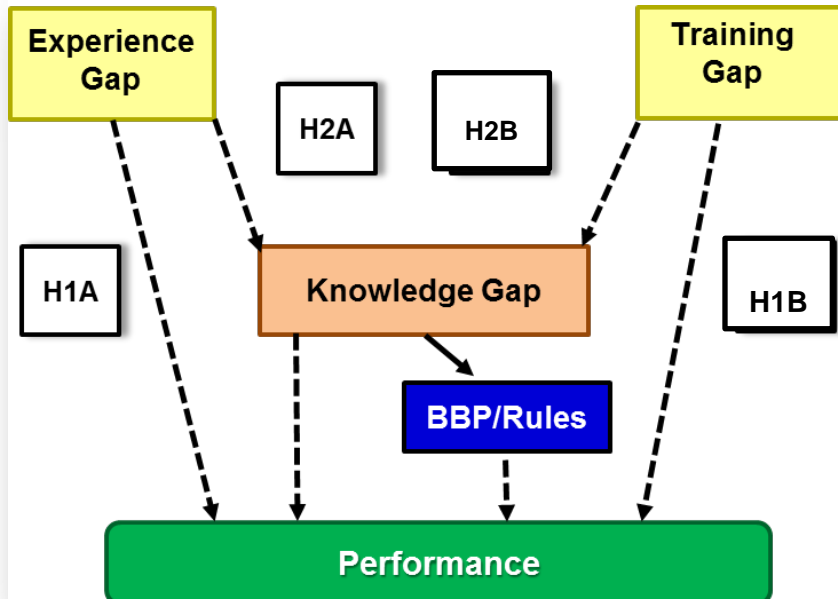 Experience
Gap
Training
Gap
H2A
H2B
H1A
Knowledge Gap
H1B
BBP/Rules
Performance